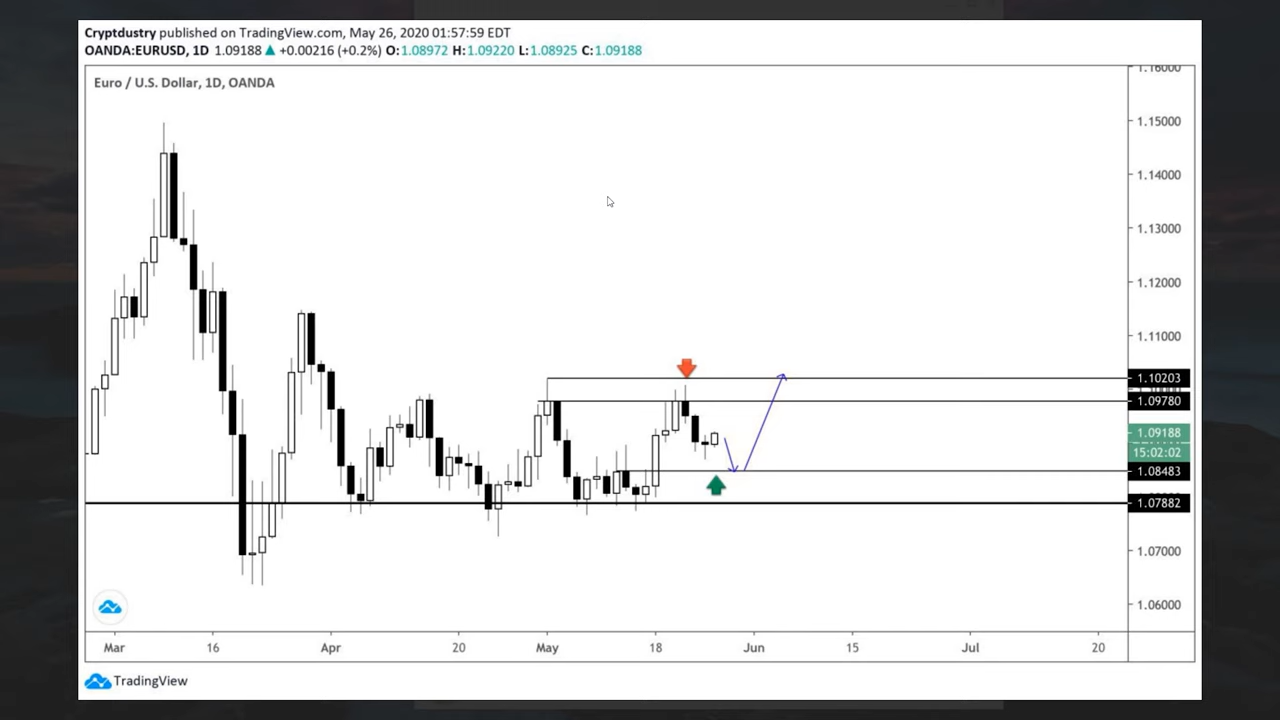 Cryptdustry published on TradingView.com, May 26, 2020 01:57:59 EDT
OANDA:EURUSD, 1D 1.09188 ▲ +0.00216 (+0.2%) O:1.08972 H:1.09220 L:1.08925 C:1.09188
Euro / U.S. Dollar, 1D, OANDA
1.16000
1.15000
1.14000
1.13000
1.12000
1.11000
1.10203
1.09780
1.09188
15:02:02
1.08483
1.07882
1.07000
1.06000
Mar 16 Apr 20 May 18 Jun 15 Jul 20
TradingView